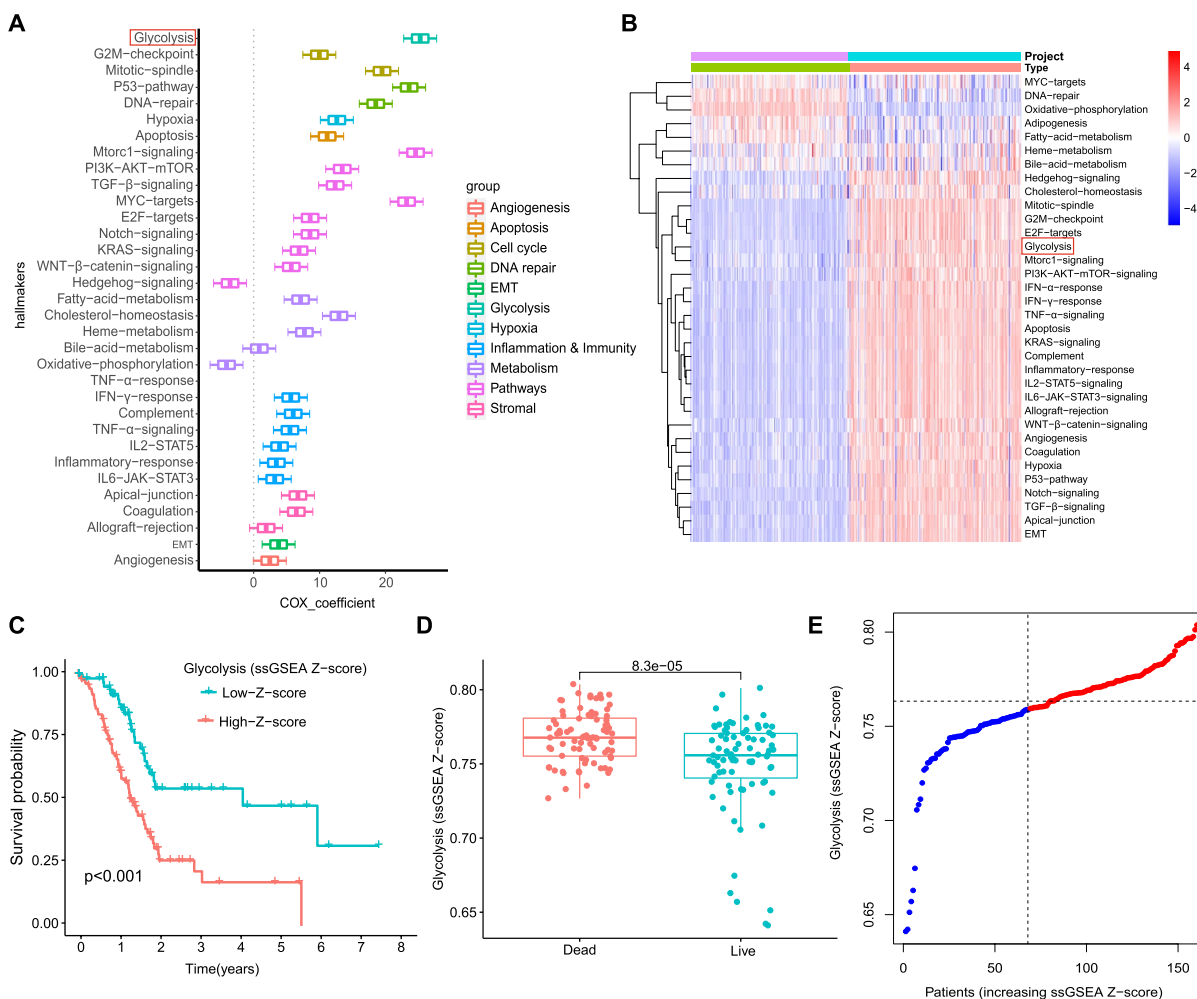 A
Glycolysis
G2M−checkpoint
Mitotic−spindle
P53−pathway
DNA−repair
Hypoxia
Apoptosis
Mtorc1−signaling
PI3K−AKT−mTOR
TGF−β−signaling
MYC−targets
E2F−targets
Notch−signaling
KRAS−signaling
WNT−β−catenin−signaling
Hedgehog−signaling
Fatty−acid−metabolism
Cholesterol−homeostasis
Heme−metabolism
Bile−acid−metabolism
Oxidative−phosphorylation
TNF−α−response
IFN−γ−response
Complement
TNF−α−signaling
IL2−STAT5
Inflammatory−response
IL6−JAK−STAT3
Apical−junction
Coagulation
Allograft−rejection
EMT
Angiogenesis
hallmakers
0 10 20
COX_coefficient
group
Angiogenesis
Apoptosis
Cell cycle
DNA repair
EMT
Glycolysis
Hypoxia
Inflammation & Immunity
Metabolism
Pathways
Stromal
B
Project
Type
MYC−targets
DNA−repair
Oxidative−phosphorylation
Adipogenesis
Fatty−acid−metabolism
Heme−metabolism
Bile−acid−metabolism
Hedgehog−signaling
Cholesterol−homeostasis
Mitotic−spindle
G2M−checkpoint
E2F−targets
Glycolysis
Mtorc1−signaling
PI3K−AKT−mTOR−signaling
IFN−α−response
IFN−γ−response
TNF−α−signaling
Apoptosis
KRAS−signaling
Complement
Inflammatory−response
IL2−STAT5−signaling
IL6−JAK−STAT3−signaling
Allograft−rejection
WNT−β−catenin−signaling
Angiogenesis
Coagulation
Hypoxia
P53−pathway
Notch−signaling
TGF−β−signaling
Apical−junction
EMT
4
2
0
−2
−4
C
Glycolysis (ssGSEA Z−score)
Low−Z−score
High−Z−score
p<0.001
Survival probability
1.00
0.75
0.50
0.25
0.00
0 1 2 3 4 5 6 7 8
Time(years)
D
8.3e−05
Glycolysis (ssGSEA Z−score)
0.80
0.75
0.70
0.65
Dead Live
E
Glycolysis (ssGSEA Z−score)
0.80
0.75
0.70
0.65
0 50 100 150
Patients (increasing ssGSEA Z−score)